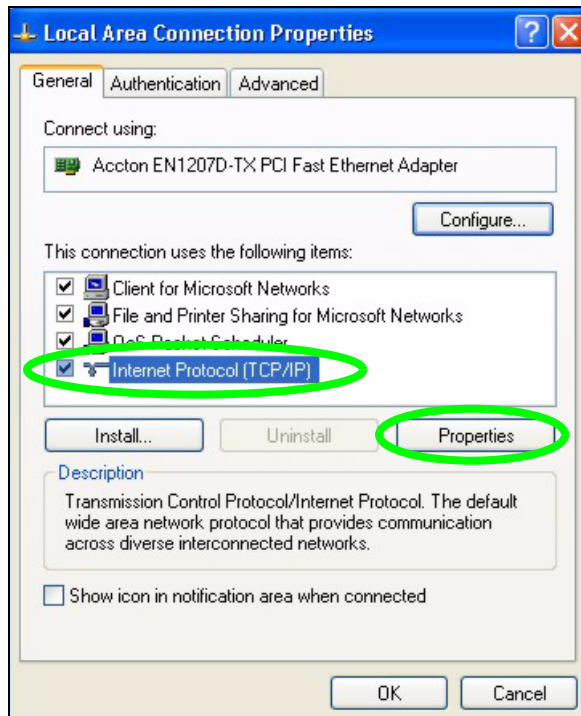 Local Area Connection Properties
General Authentication Advanced
Connect using:
Accton EN1207D-TX PCI Fast Ethernet Adapter
Configure...
This connection uses the following items:
Client for Microsoft Networks
File and Printer Sharing for Microsoft Networks
QoS Packet Scheduler
Internet Protocol (TCP/IP)
Install... Uninstall Properties
Description
Transmission Control Protocol/Internet Protocol. The default
wide area network protocol that provides communication
across diverse interconnected networks.
Show icon in notification area when connected
OK Cancel